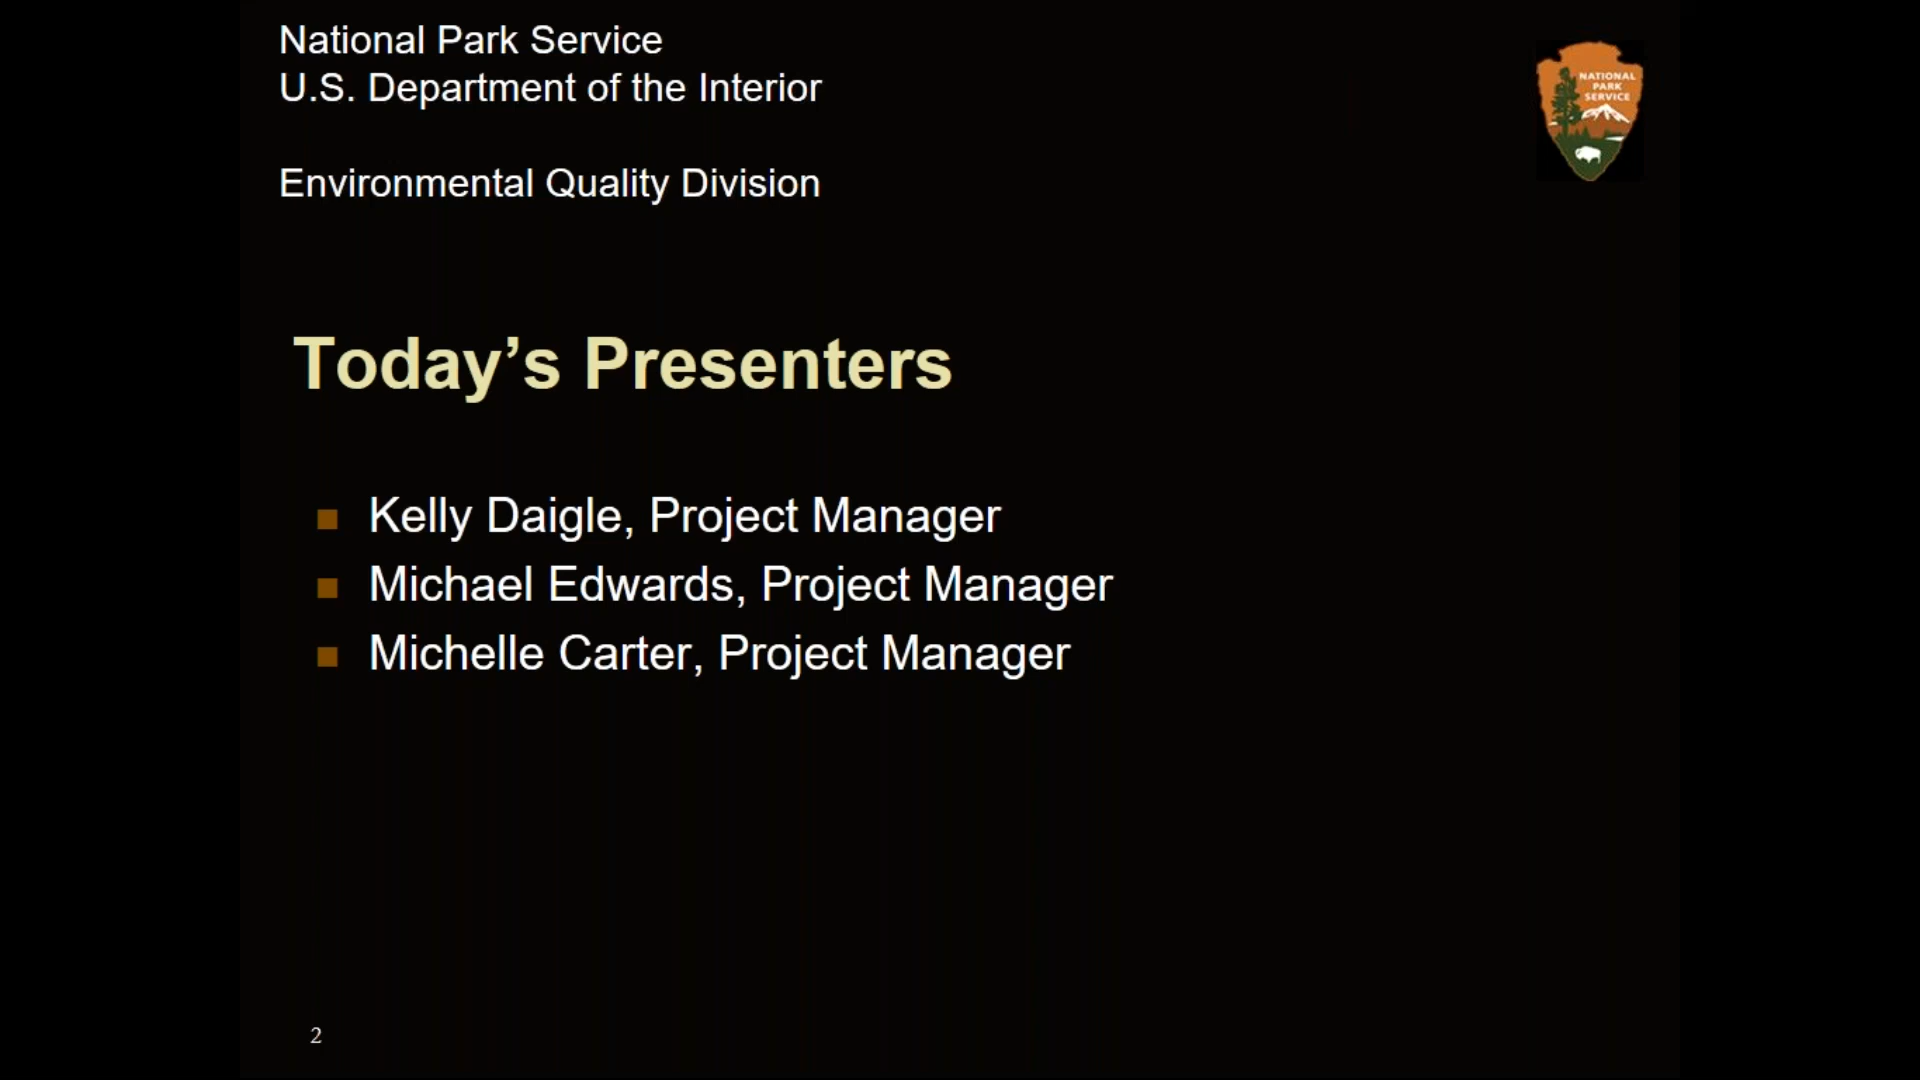 National Park Service
U.S. Department of the Interior
NATIONAL
PARK
SERVICE
Environmental Quality Division
Today’s Presenters
Kelly Daigle, Project Manager
Michael Edwards, Project Manager
Michelle Carter, Project Manager
2